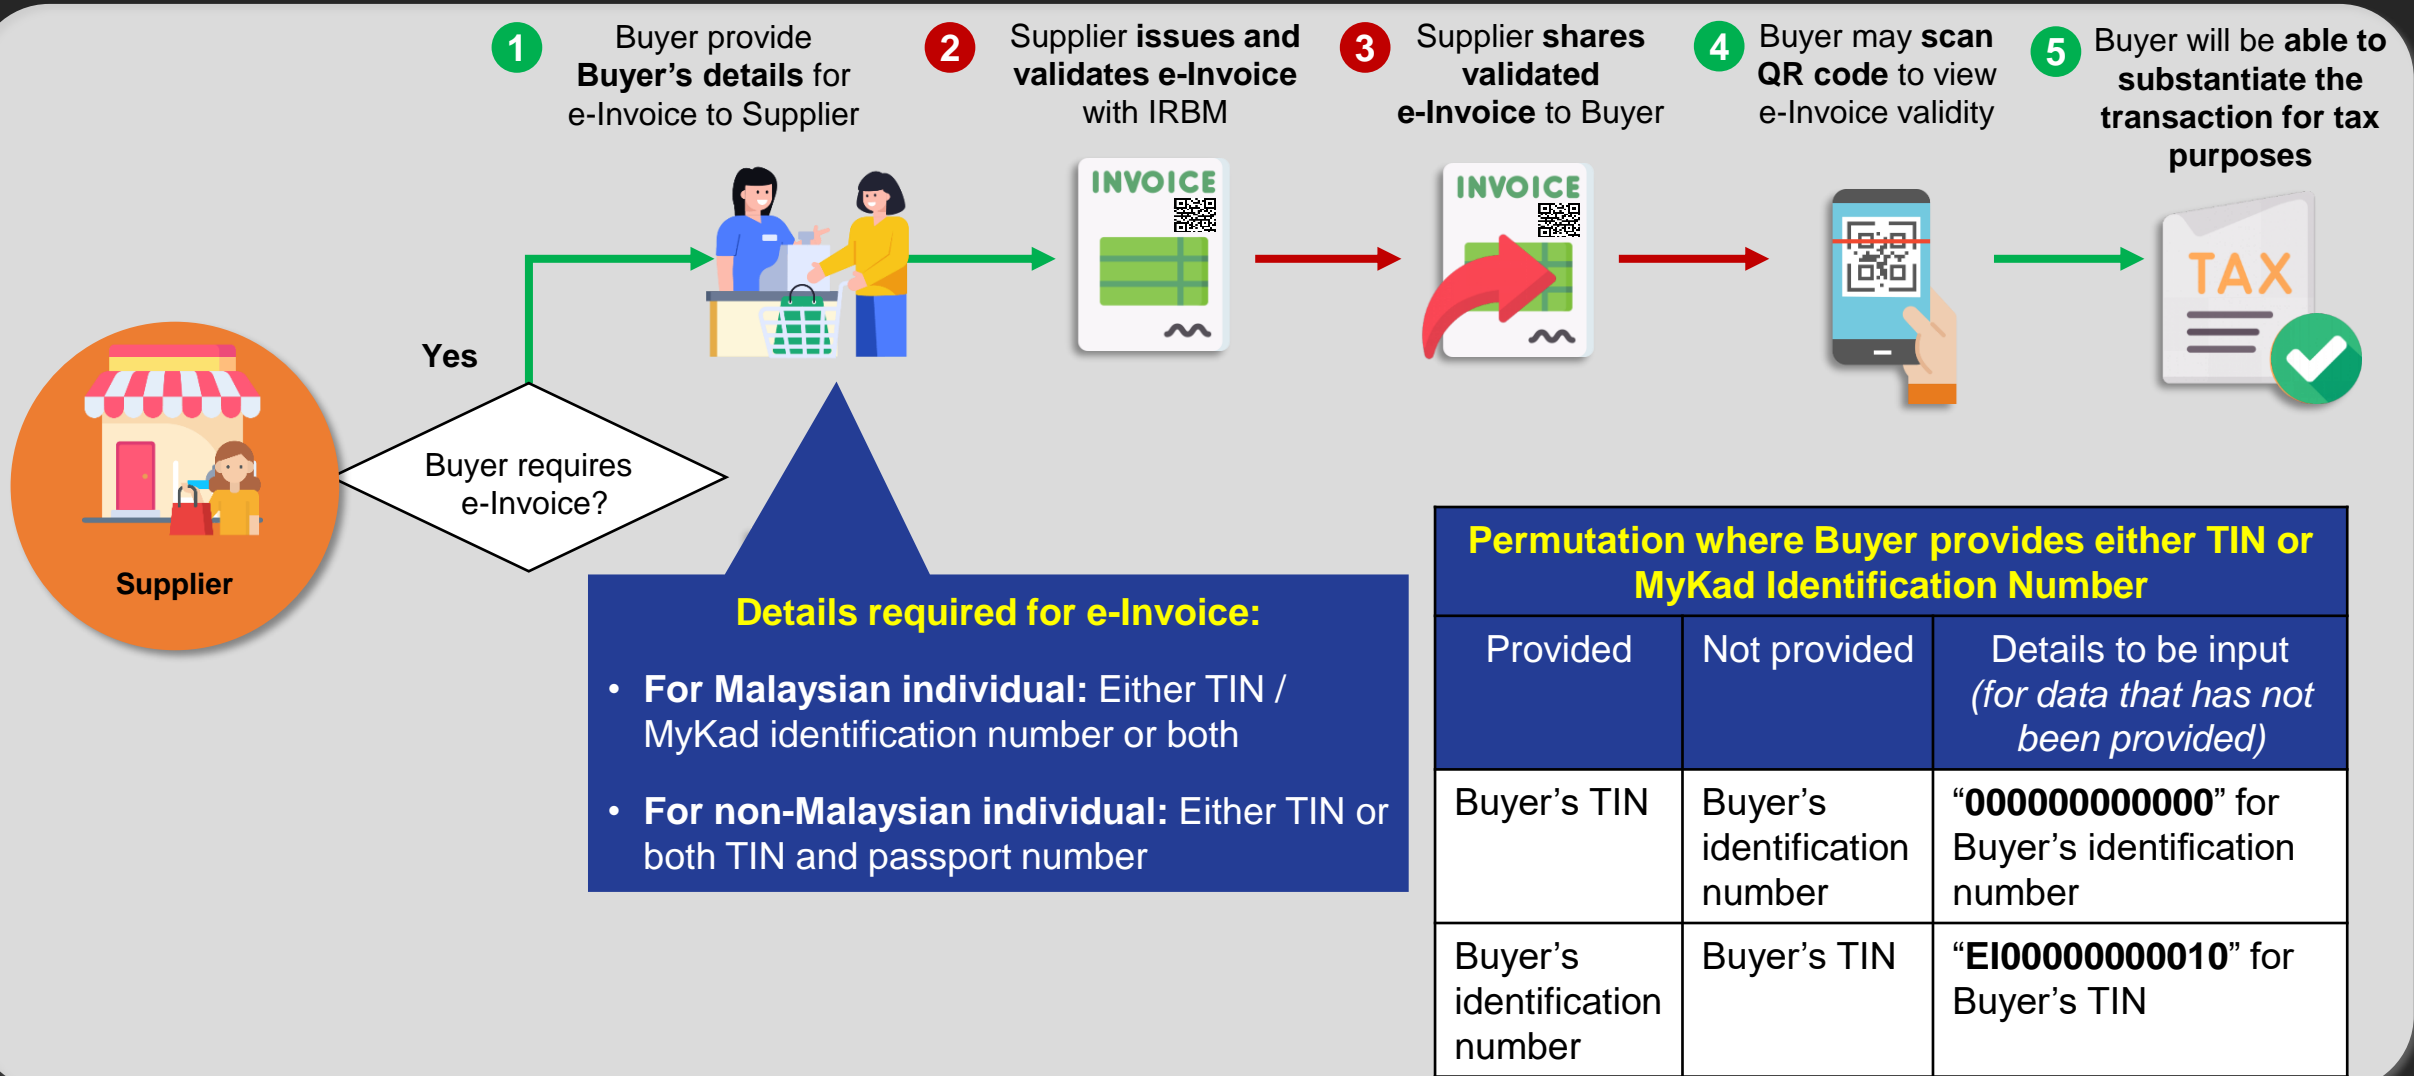 1
Buyer provide
Buyer’s details for
e-Invoice to Supplier
2
Supplier issues and
validates e-Invoice
with IRBM
3
Supplier shares
validated
e-Invoice to Buyer
4
Buyer may scan
QR code to view
e-Invoice validity
5
Buyer will be able to
substantiate the
transaction for tax
purposes
INVOICE
INVOICE
TAX
Yes
Buyer requires
e-Invoice?
Supplier
Details required for e-Invoice:
• For Malaysian individual: Either TIN /
MyKad identification number or both
• For non-Malaysian individual: Either TIN or
both TIN and passport number
Permutation where Buyer provides either TIN or
MyKad Identification Number
Provided
Not provided
Details to be input
(for data that has not
been provided)
Buyer’s TIN
Buyer’s
identification
number
“000000000000” for
Buyer’s identification
number
Buyer’s
identification
number
Buyer’s TIN
“EI00000000010” for
Buyer’s TIN